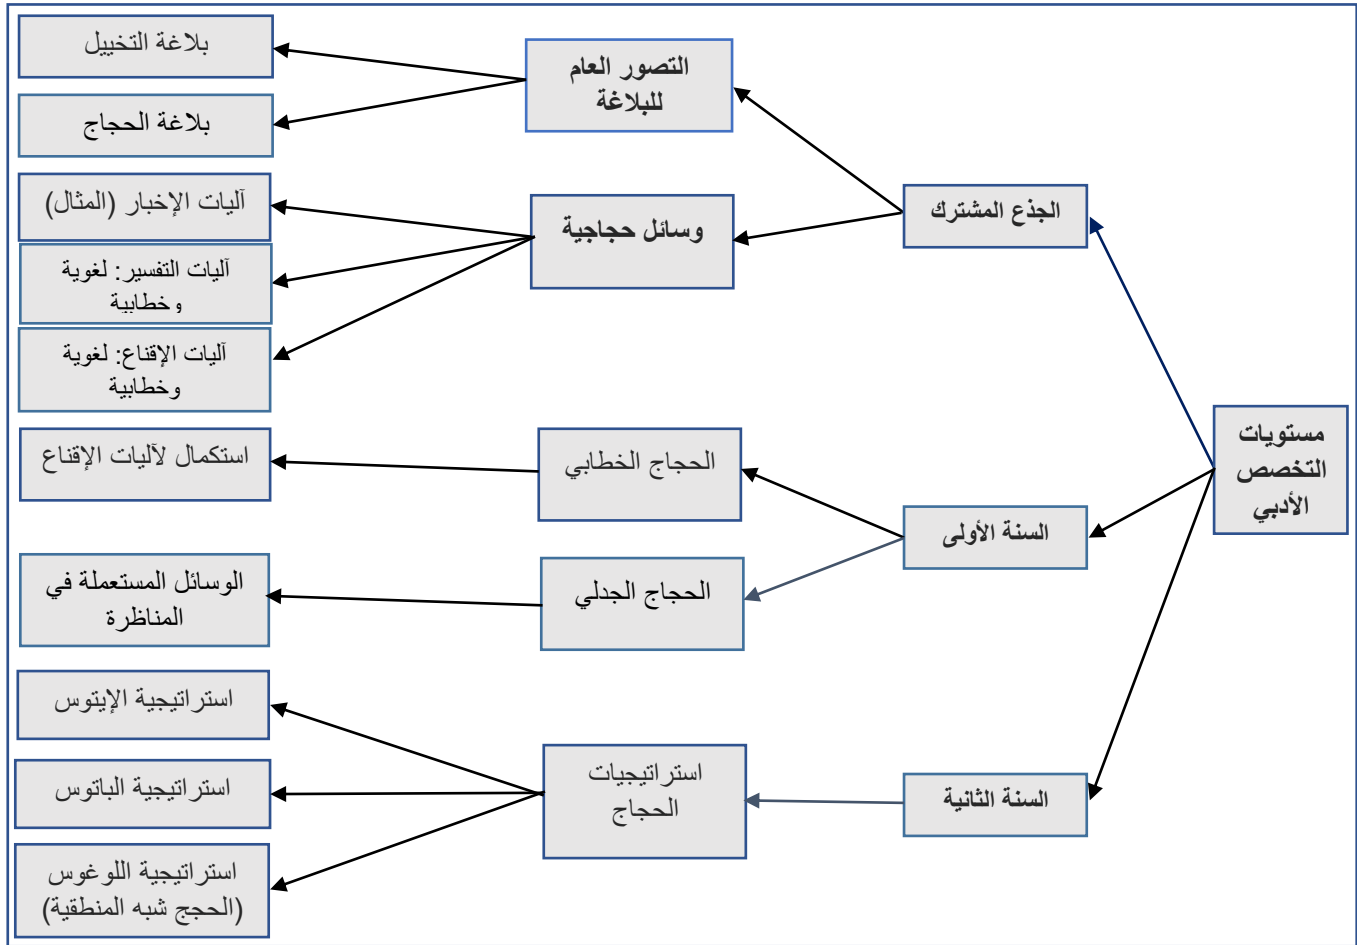 مستويات
التخصص
الأدبي
الجذع المشترك
التصور العام
للبلاغة
بلاغة التخييل
بلاغة الحجاج
وسائل حجاجية
آليات الإخبار (المثال)
آليات التفسير: لغوية
وخطابية
آليات الإقناع: لغوية
وخطابية
السنة الأولى
الحجاج الخطابي
استكمال لآليات الإقناع
الحجاج الجدلي
الوسائل المستعملة في
المناظرة
السنة الثانية
استراتيجيات
الحجاج
استراتيجية الإيتوس
استراتيجية الباتوس
استراتيجية اللوغوس
(الحجج شبه المنطقية)